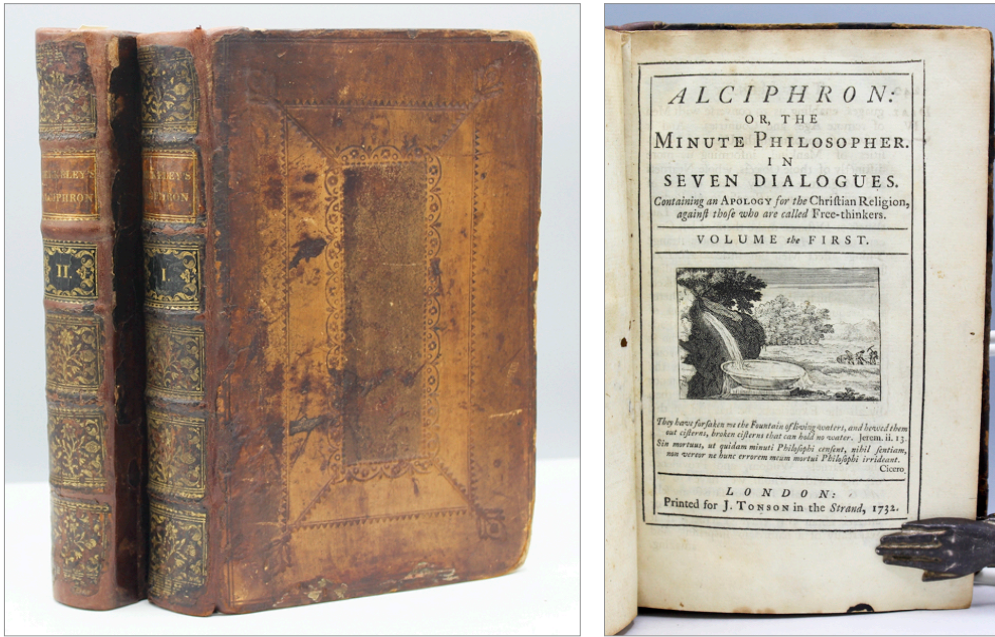 ALCIPHRON
II.
I.
ALCIPHRON:
OR, THE
MINUTE PHILOSOPHER.
IN
SEVEN DIALOGUES.
Containing an APOLOGY for the Chriſtian Religion,
againſt thoſe who are called Free-thinkers.
VOLUME the FIRST.
They have forſaken me the Fountain of living waters, and hewed them
out ciſterns, broken ciſterns that can hold no water. Jerem. ii. 13.
Sin mortuus, ut quidam minuti Philoſophi cenſent, nihil ſentiam,
non vereor ne hunc errorem meum mortui Philoſophi irrideant.
Cicero.
LONDON:
Printed for J. TONSON in the Strand, 1732.